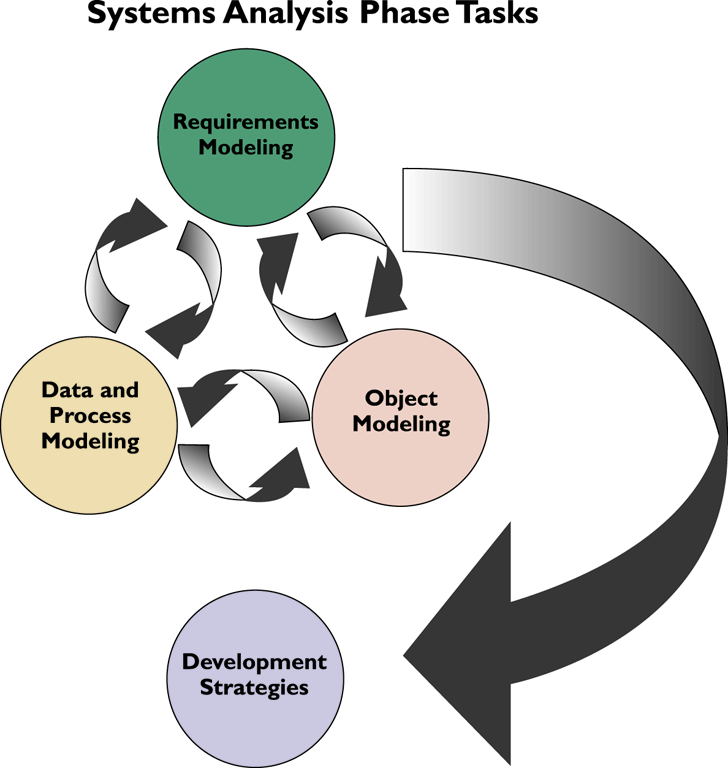 Systems Analysis Phase Tasks
Requirements
Modeling
Data and
Process
Modeling
Object
Modeling
Development
Strategies